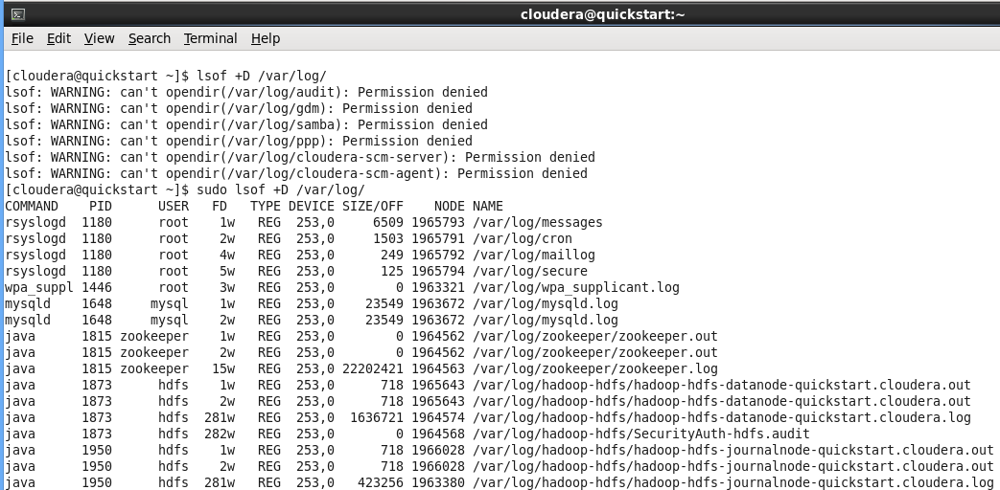 cloudera@quickstart:~
File Edit View Search Terminal Help
[cloudera@quickstart ~]$ lsof +D /var/log/
lsof: WARNING: can't opendir(/var/log/audit): Permission denied
lsof: WARNING: can't opendir(/var/log/gdm): Permission denied
lsof: WARNING: can't opendir(/var/log/samba): Permission denied
lsof: WARNING: can't opendir(/var/log/ppp): Permission denied
lsof: WARNING: can't opendir(/var/log/cloudera-scm-server): Permission denied
lsof: WARNING: can't opendir(/var/log/cloudera-scm-agent): Permission denied
[cloudera@quickstart ~]$ sudo lsof +D /var/log/
COMMAND    PID      USER   FD   TYPE DEVICE SIZE/OFF    NODE NAME
rsyslogd  1180      root    1w   REG  253,0     6509 1965793 /var/log/messages
rsyslogd  1180      root    2w   REG  253,0     1503 1965791 /var/log/cron
rsyslogd  1180      root    4w   REG  253,0      249 1965792 /var/log/maillog
rsyslogd  1180      root    5w   REG  253,0      125 1965794 /var/log/secure
wpa_suppl 1446      root    3w   REG  253,0        0 1963321 /var/log/wpa_supplicant.log
mysqld    1648     mysql    1w   REG  253,0    23549 1963672 /var/log/mysqld.log
mysqld    1648     mysql    2w   REG  253,0    23549 1963672 /var/log/mysqld.log
java      1815 zookeeper    1w   REG  253,0        0 1964562 /var/log/zookeeper/zookeeper.out
java      1815 zookeeper    2w   REG  253,0        0 1964562 /var/log/zookeeper/zookeeper.out
java      1815 zookeeper   15w   REG  253,0 22202421 1964563 /var/log/zookeeper/zookeeper.log
java      1873      hdfs    1w   REG  253,0      718 1965643 /var/log/hadoop-hdfs/hadoop-hdfs-datanode-quickstart.cloudera.out
java      1873      hdfs    2w   REG  253,0      718 1965643 /var/log/hadoop-hdfs/hadoop-hdfs-datanode-quickstart.cloudera.out
java      1873      hdfs  281w   REG  253,0  1636721 1964574 /var/log/hadoop-hdfs/hadoop-hdfs-datanode-quickstart.cloudera.log
java      1873      hdfs  282w   REG  253,0        0 1964568 /var/log/hadoop-hdfs/SecurityAuth-hdfs.audit
java      1950      hdfs    1w   REG  253,0      718 1966028 /var/log/hadoop-hdfs/hadoop-hdfs-journalnode-quickstart.cloudera.out
java      1950      hdfs    2w   REG  253,0      718 1966028 /var/log/hadoop-hdfs/hadoop-hdfs-journalnode-quickstart.cloudera.out
java      1950      hdfs  281w   REG  253,0   423256 1963380 /var/log/hadoop-hdfs/hadoop-hdfs-journalnode-quickstart.cloudera.log